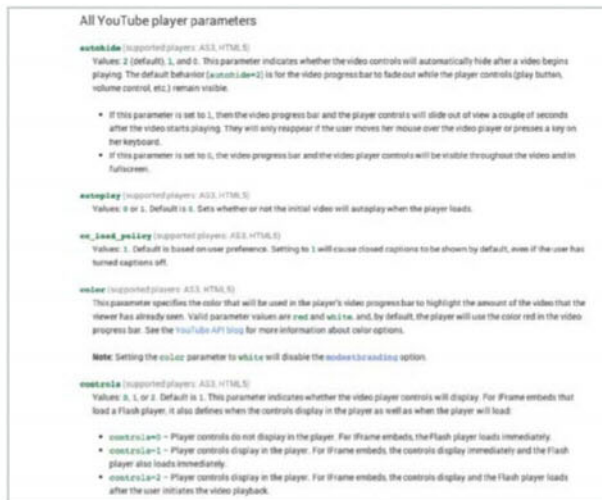 All YouTube player parameters
autohide (supported players: AS3, HTML5)
Values: 2 (default), 1, and 0. This parameter indicates whether the video controls will automatically hide after a video begins
playing. The default behavior (autohide=2) is for the video progress bar to fade out while the player controls (play button,
volume control, etc.) remain visible.
• If this parameter is set to 1, then the video progress bar and the player controls will slide out of view a couple of seconds
after the video starts playing. They will only reappear if the user moves her mouse over the video player or presses a key on
her keyboard.
• If this parameter is set to 0, the video progress bar and the video player controls will be visible throughout the video and in
fullscreen.
autoplay (supported players: AS3, HTML5)
Values: 0 or 1. Default is 0. Sets whether or not the initial video will autoplay when the player loads.
cc_load_policy (supported players: AS3, HTML5)
Values: 1. Default is based on user preference. Setting to 1 will cause closed captions to be shown by default, even if the user has
turned captions off.
color (supported players: AS3, HTML5)
This parameter specifies the color that will be used in the player's video progress bar to highlight the amount of the video that the
viewer has already seen. Valid parameter values are red and white, and, by default, the player will use the color red in the video
progress bar. See the YouTube API blog for more information about color options.
Note: Setting the color parameter to white will disable the modestbranding option.
controls (supported players: AS3, HTML5)
Values: 0, 1, or 2. Default is 1. This parameter indicates whether the video player controls will display. For IFrame embeds that
load a Flash player, it also defines when the controls display in the player as well as when the player will load:
• controls=0 – Player controls do not display in the player. For IFrame embeds, the Flash player loads immediately.
• controls=1 – Player controls display in the player. For IFrame embeds, the controls display immediately and the Flash
player also loads immediately.
• controls=2 – Player controls display in the player. For IFrame embeds, the controls display and the Flash player loads
after the user initiates the video playback.